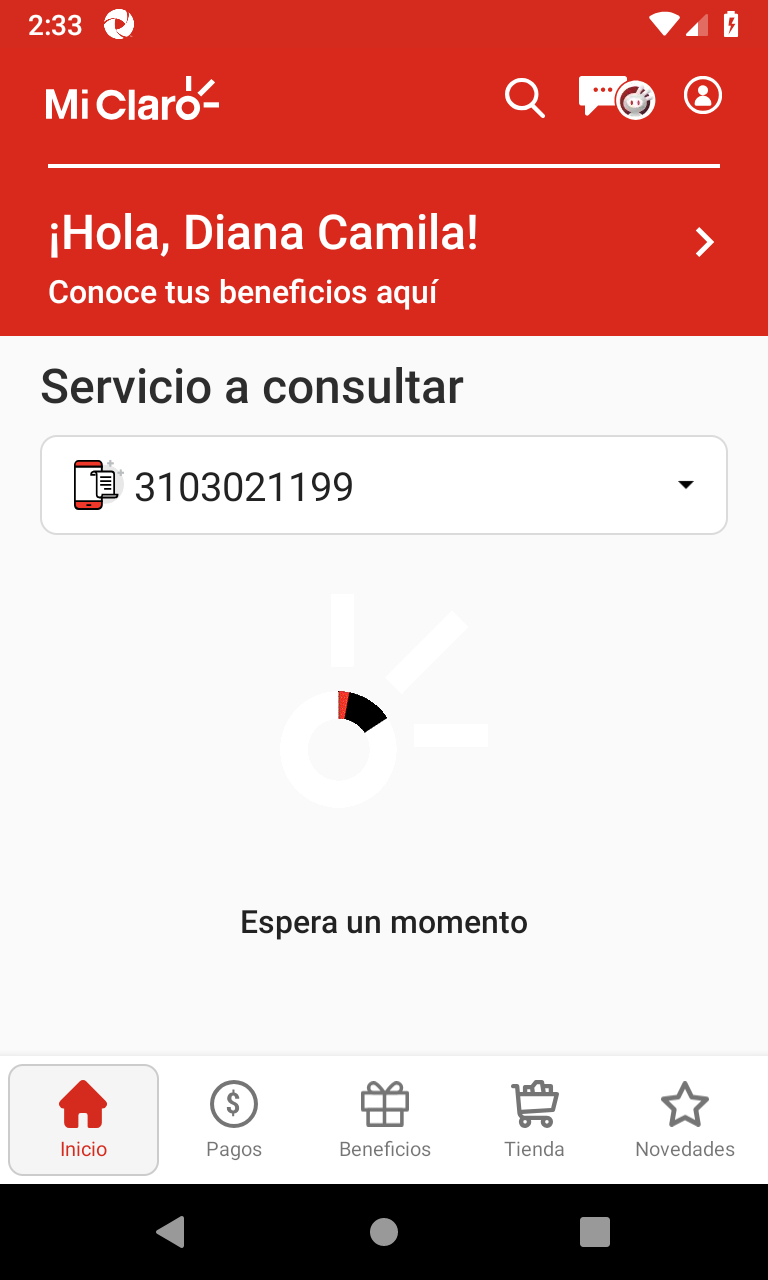 2:33
Mi Claro
¡Hola, Diana Camila!
Conoce tus beneficios aquí
Servicio a consultar
3103021199
Espera un momento
Inicio
Pagos
Beneficios
Tienda
Novedades